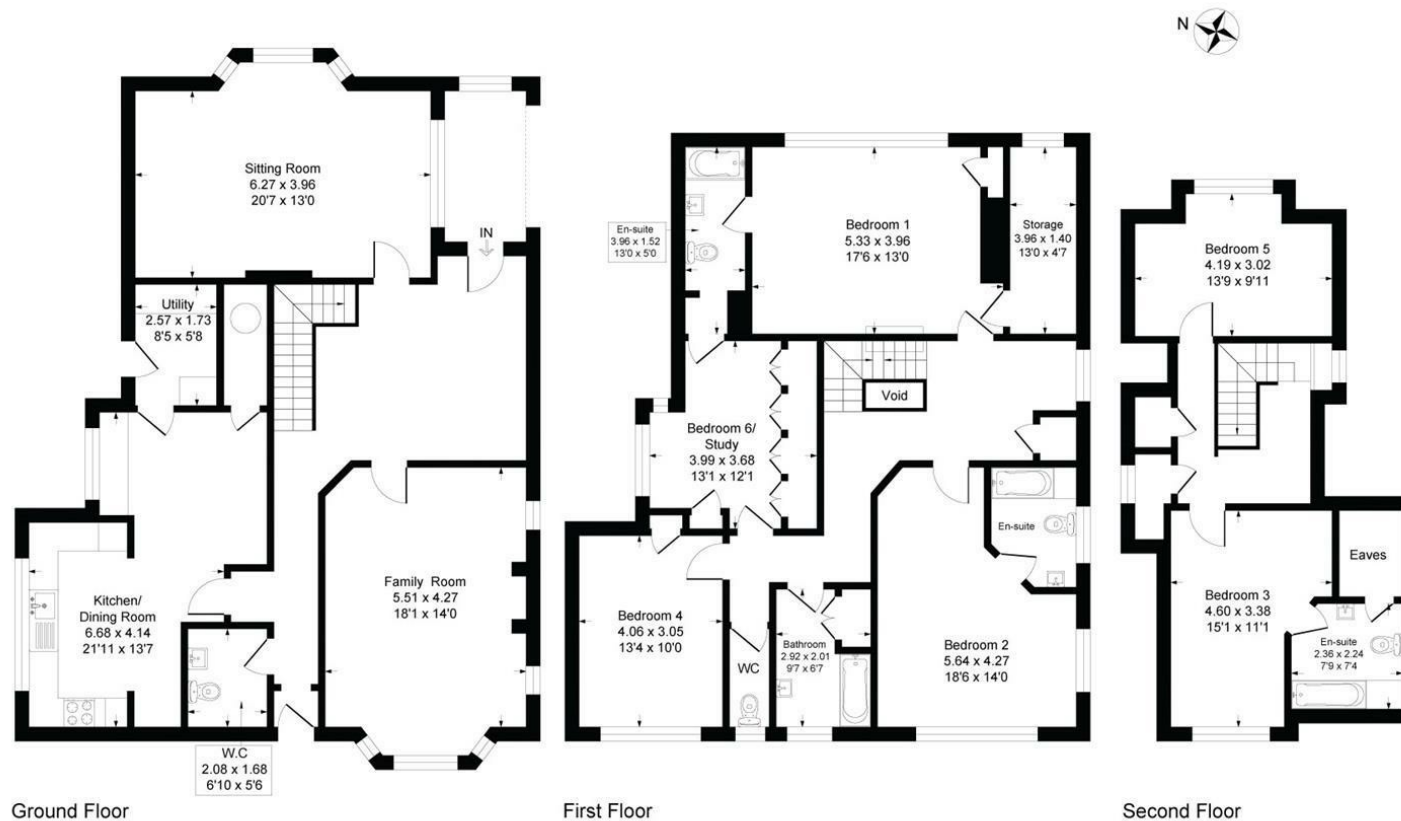 N
Sitting Room
6.27 x 3.96
20'7 x 13'0
IN
Utility
2.57 x 1.73
8'5 x 5'8
Kitchen/
Dining Room
6.68 x 4.14
21'11 x 13'7
Family Room
5.51 x 4.27
18'1 x 14'0
W.C
2.08 x 1.68
6'10 x 5'6
Ground Floor
En-suite
3.96 x 1.52
13'0 x 5'0
Bedroom 1
5.33 x 3.96
17'6 x 13'0
Storage
3.96 x 1.40
13'0 x 4'7
Void
Bedroom 6/
Study
3.99 x 3.68
13'1 x 12'1
En-suite
Bedroom 4
4.06 x 3.05
13'4 x 10'0
WC
Bathroom
2.92 x 2.01
9'7 x 6'7
Bedroom 2
5.64 x 4.27
18'6 x 14'0
First Floor
Bedroom 5
4.19 x 3.02
13'9 x 9'11
Eaves
Bedroom 3
4.60 x 3.38
15'1 x 11'1
En-suite
2.36 x 2.24
7'9 x 7'4
Second Floor